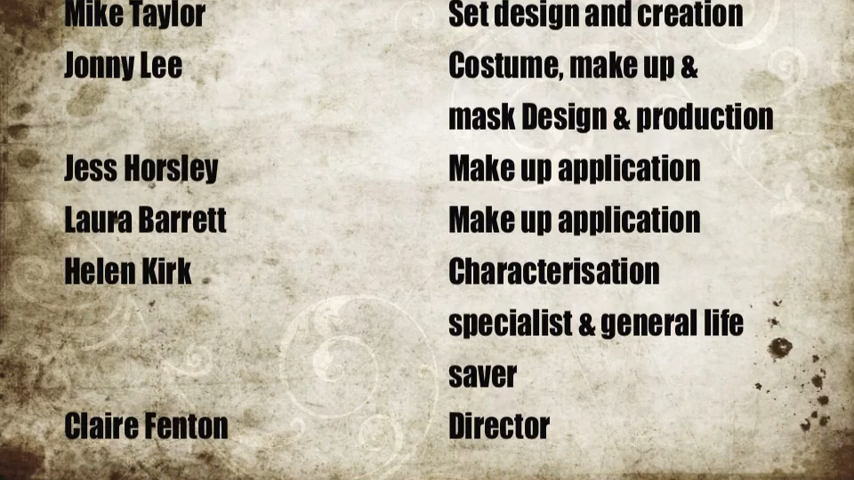 Mike Taylor Set design and creation
Jonny Lee Costume, make up &
mask Design & production
Jess Horsley Make up application
Laura Barrett Make up application
Helen Kirk Characterisation
specialist & general life
saver
Claire Fenton Director